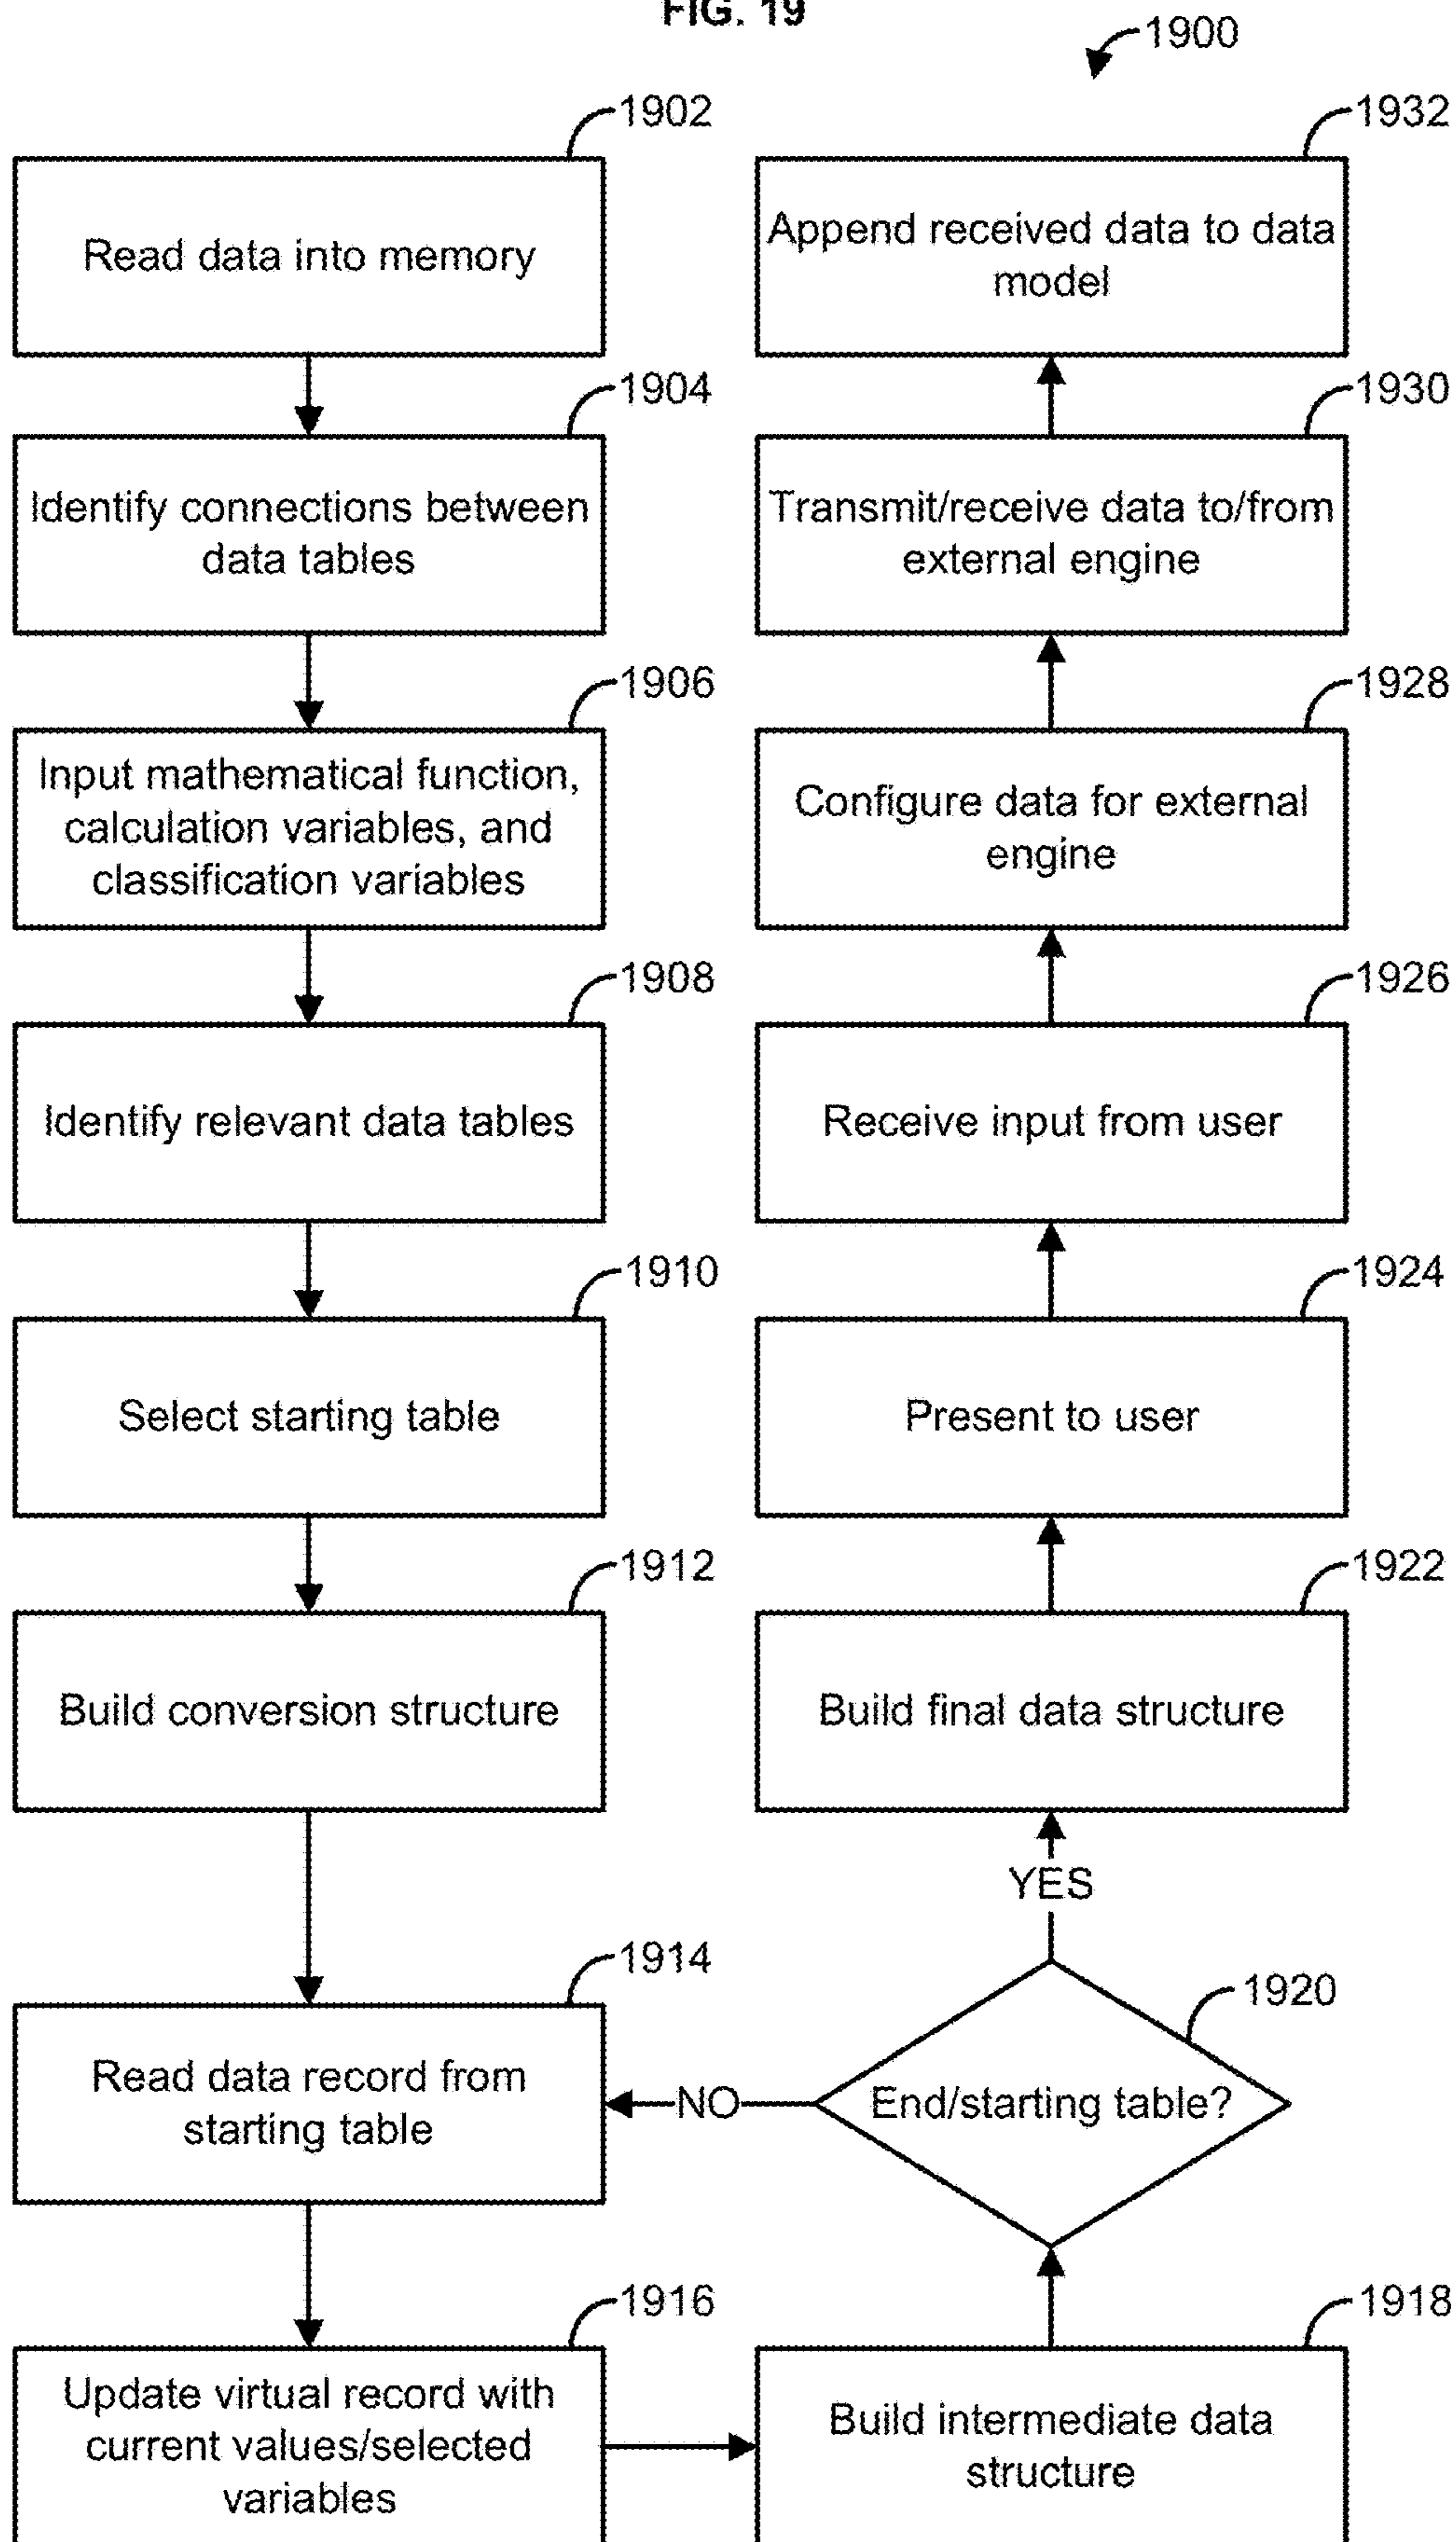 FIG. 19
1900
1902
Read data into memory
1904
Identify connections between
data tables
1906
Input mathematical function,
calculation variables, and
classification variables
1908
Identify relevant data tables
1910
Select starting table
1912
Build conversion structure
1914
Read data record from
starting table
1916
Update virtual record with
current values/selected
variables
1918
Build intermediate data
structure
1920
End/starting table?
NO
YES
1922
Build final data structure
1924
Present to user
1926
Receive input from user
1928
Configure data for external
engine
1930
Transmit/receive data to/from
external engine
1932
Append received data to data
model